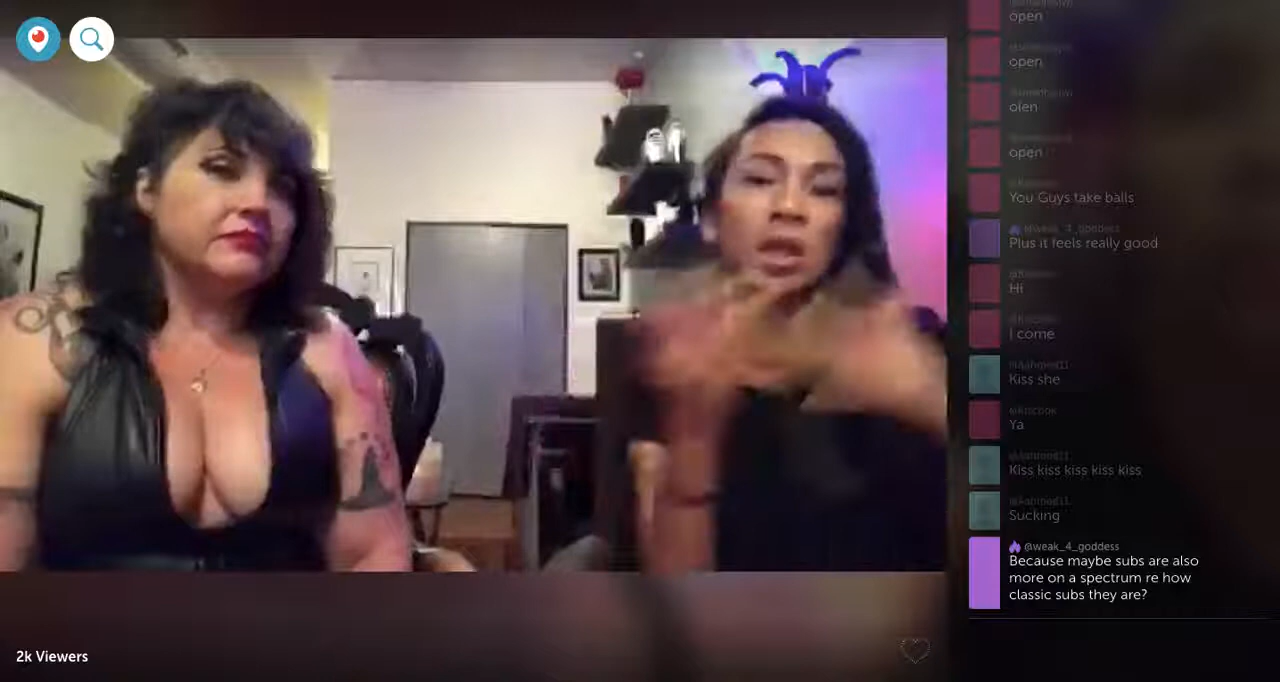 open
open
olen
open
You Guys take balls
@weak_4_goddess
Plus it feels really good
Hi
I come
Kiss she
Ya
Kiss kiss kiss kiss kiss
Sucking
@weak_4_goddess
Because maybe subs are also
more on a spectrum re how
classic subs they are?
2k Viewers